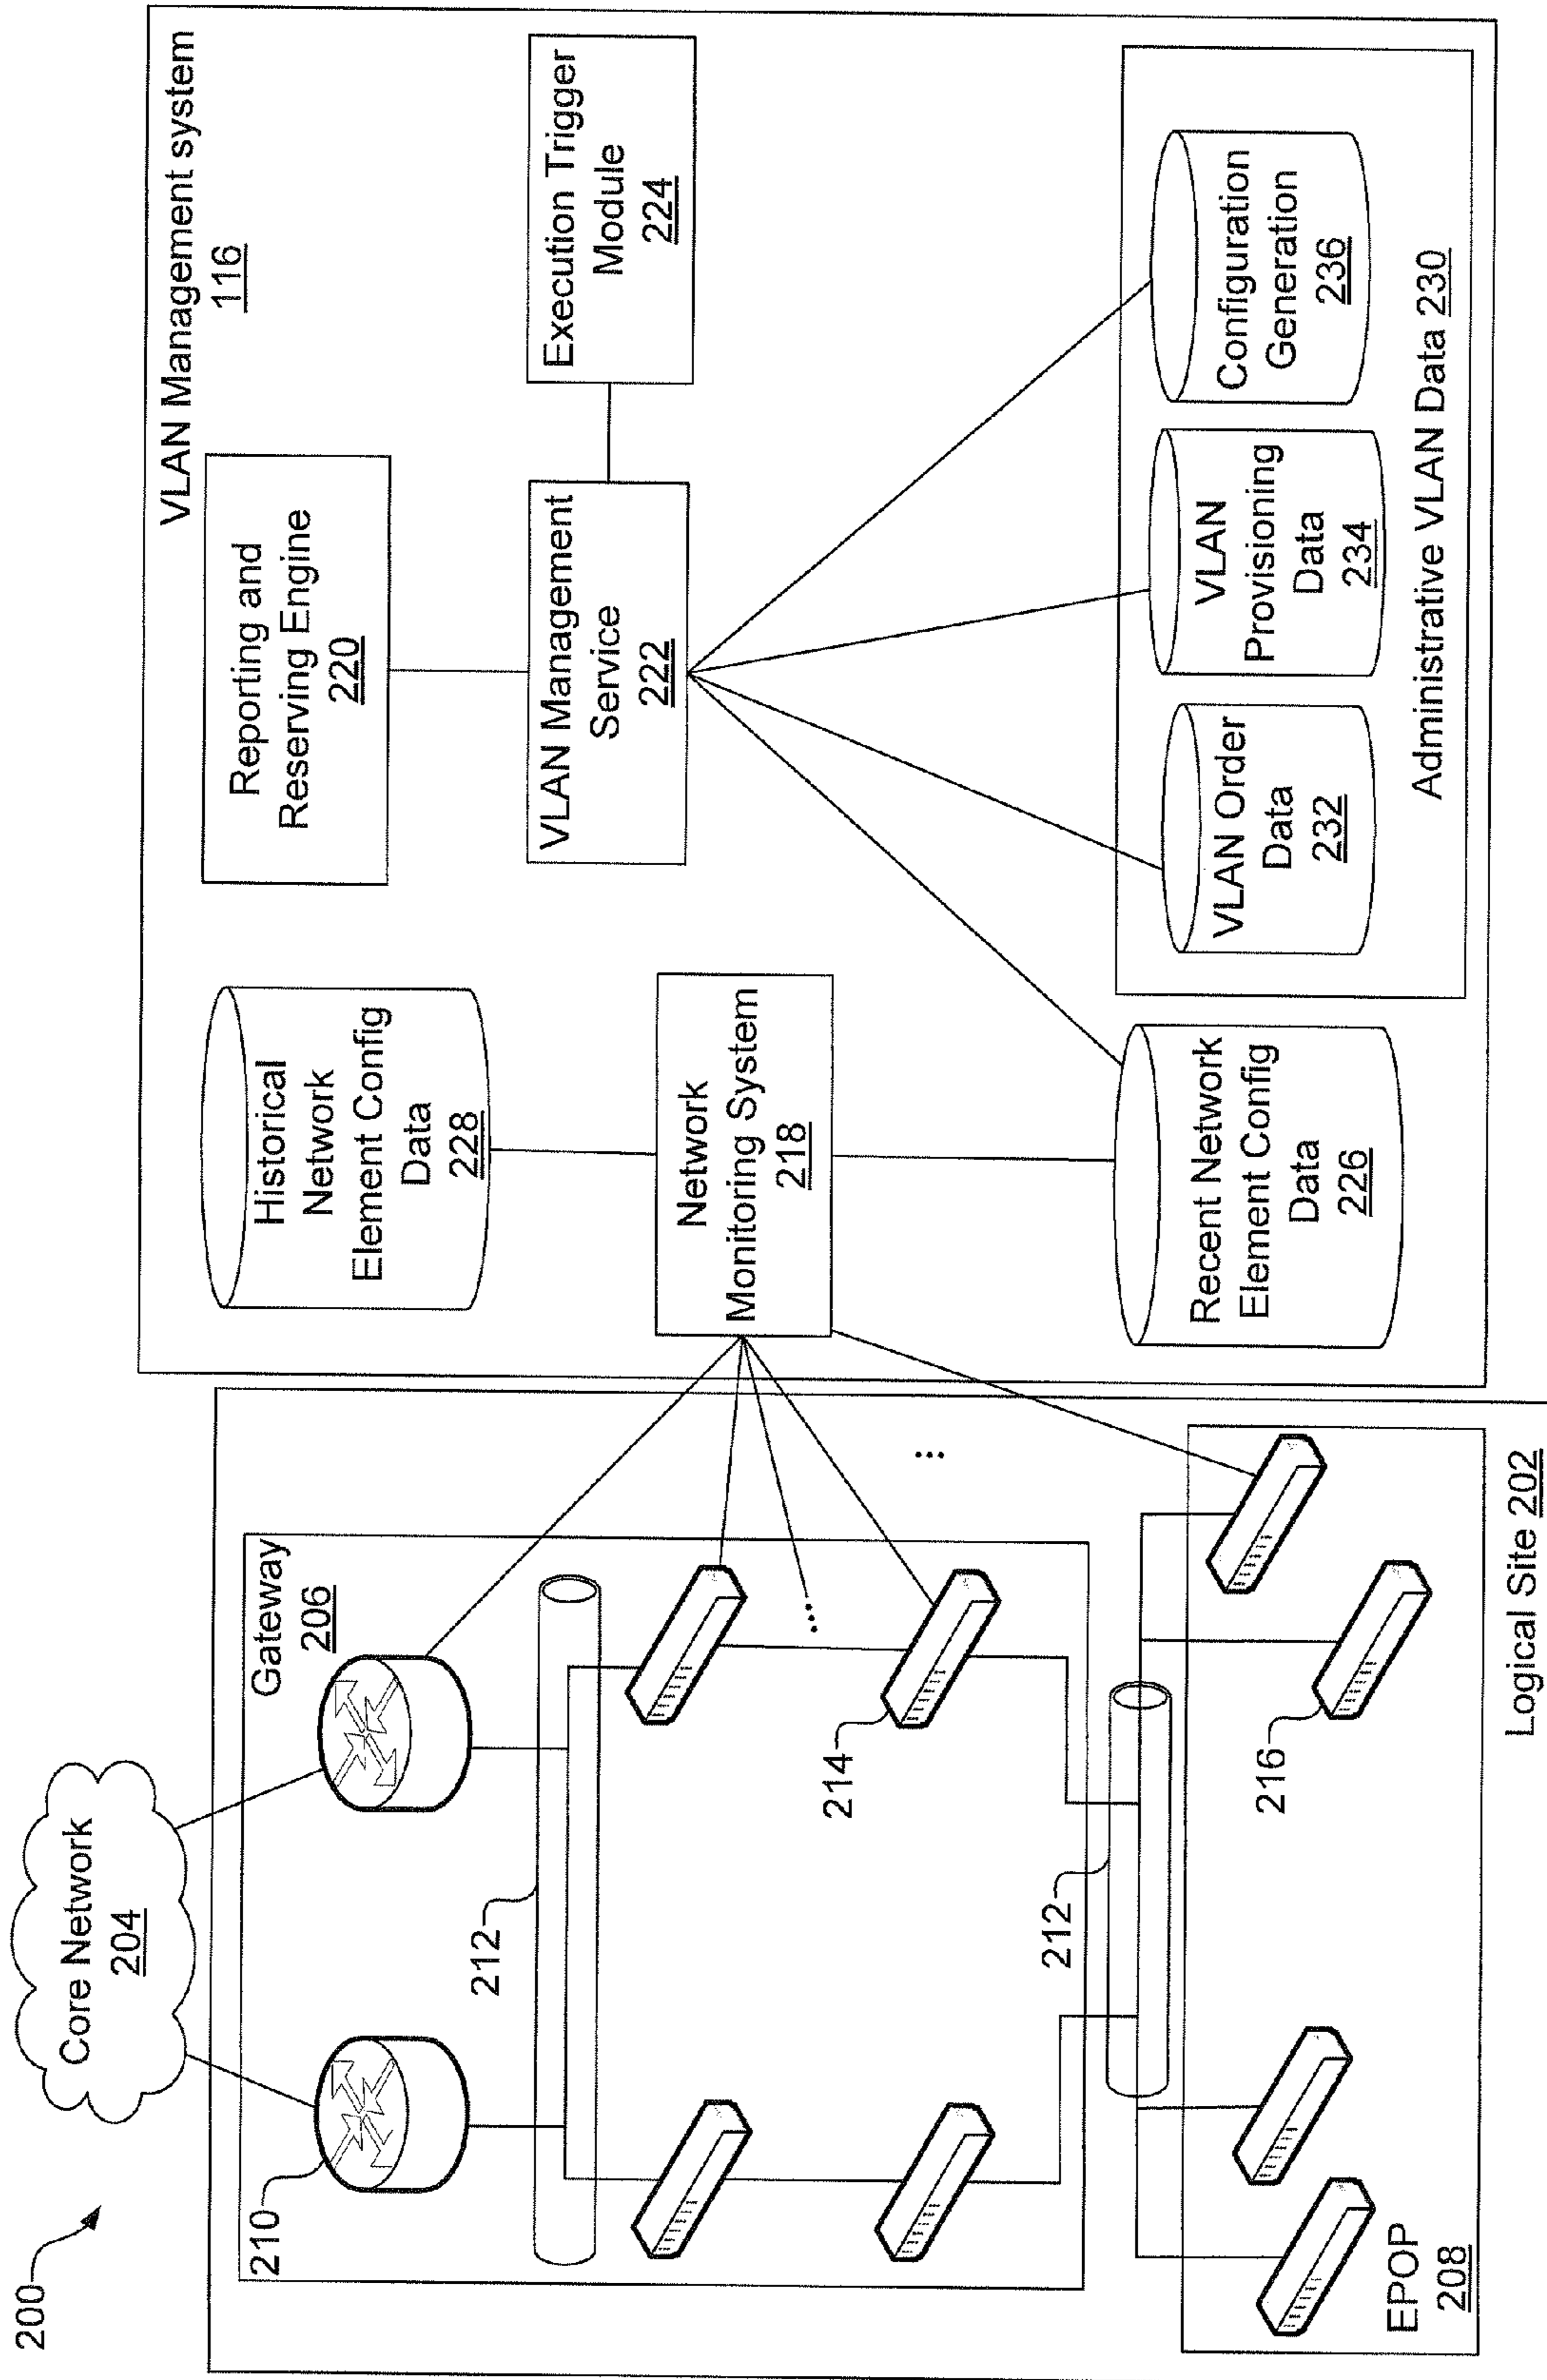 200
Core Network
204
Gateway
206
210
212
214
212
216
EPOP
208
Logical Site 202
VLAN Management system
116
Historical
Network
Element Config
Data
228
Reporting and
Reserving Engine
220
Network
Monitoring System
218
VLAN Management
Service
222
Execution Trigger
Module
224
Recent Network
Element Config
Data
226
VLAN Order
Data
232
VLAN
Provisioning
Data
234
Configuration
Generation
236
Administrative VLAN Data 230